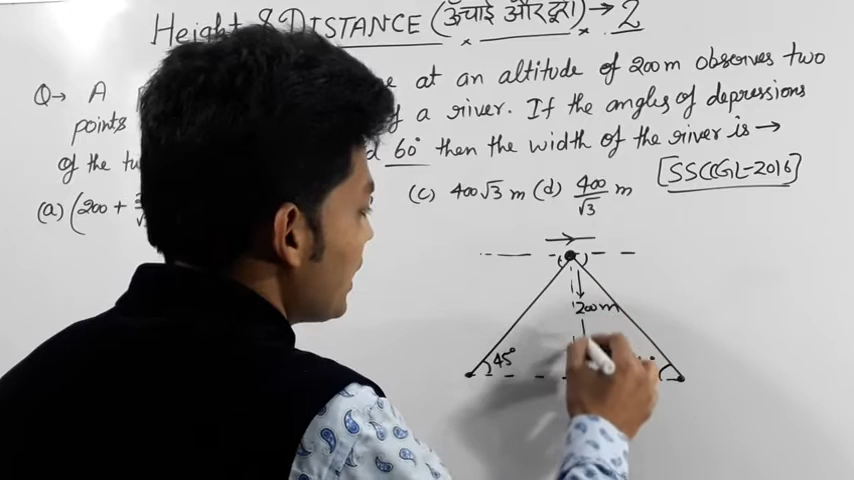 HEIGHT & DISTANCE (ऊँचाई और दूरी) → 2
Q→ A at an altitude of 200m observes two
points of a river. If the angles of depressions
of the 60° then the width of the river is →
(a) (200 + (c) 400√3 m (d) 400/√3 m [SSC CGL-2016]
200m
45°